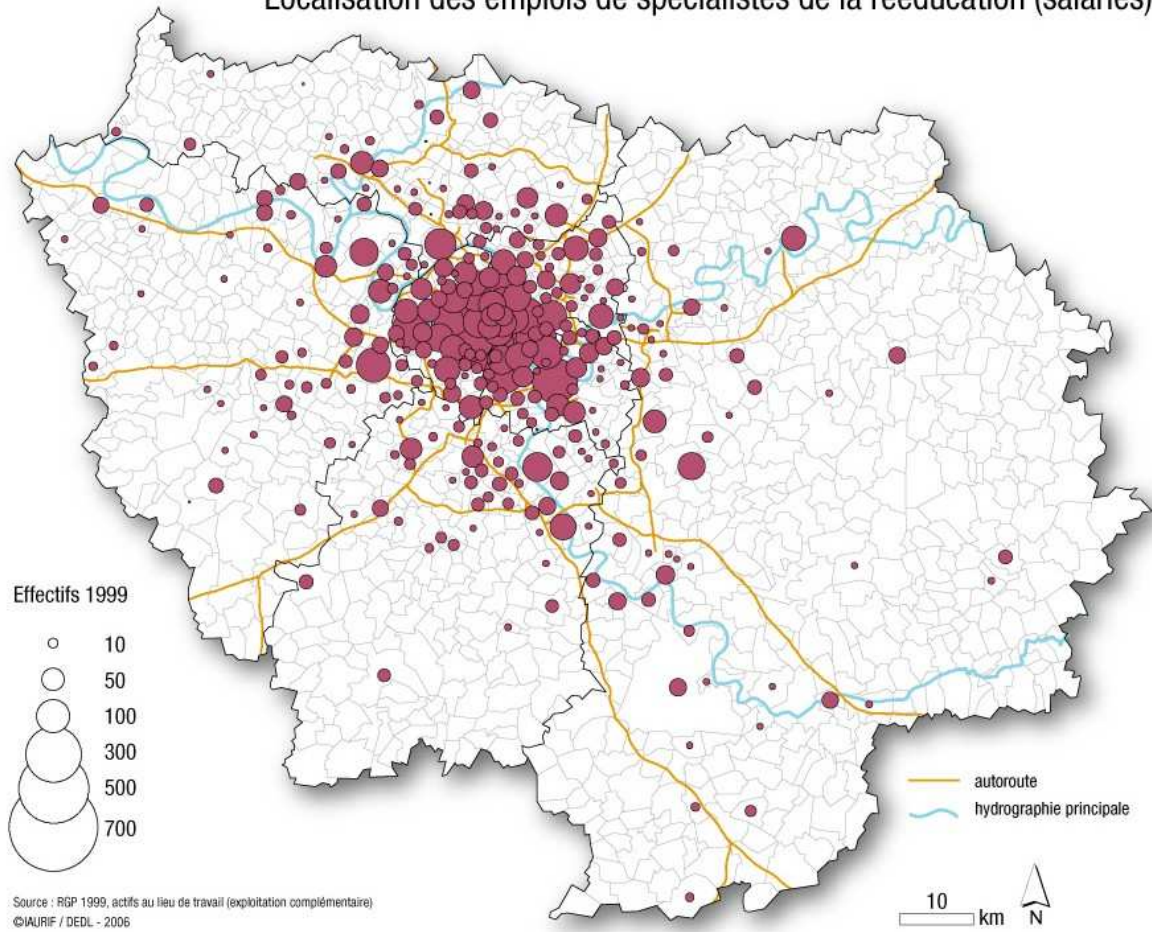 Localisation des emplois de spécialistes de la rééducation (salariés)
Effectifs 1999
10
50
100
300
500
700
autoroute
hydrographie principale
10 km
N
Source : RGP 1999, actifs au lieu de travail (exploitation complémentaire)
©IAURIF / DEDL - 2006